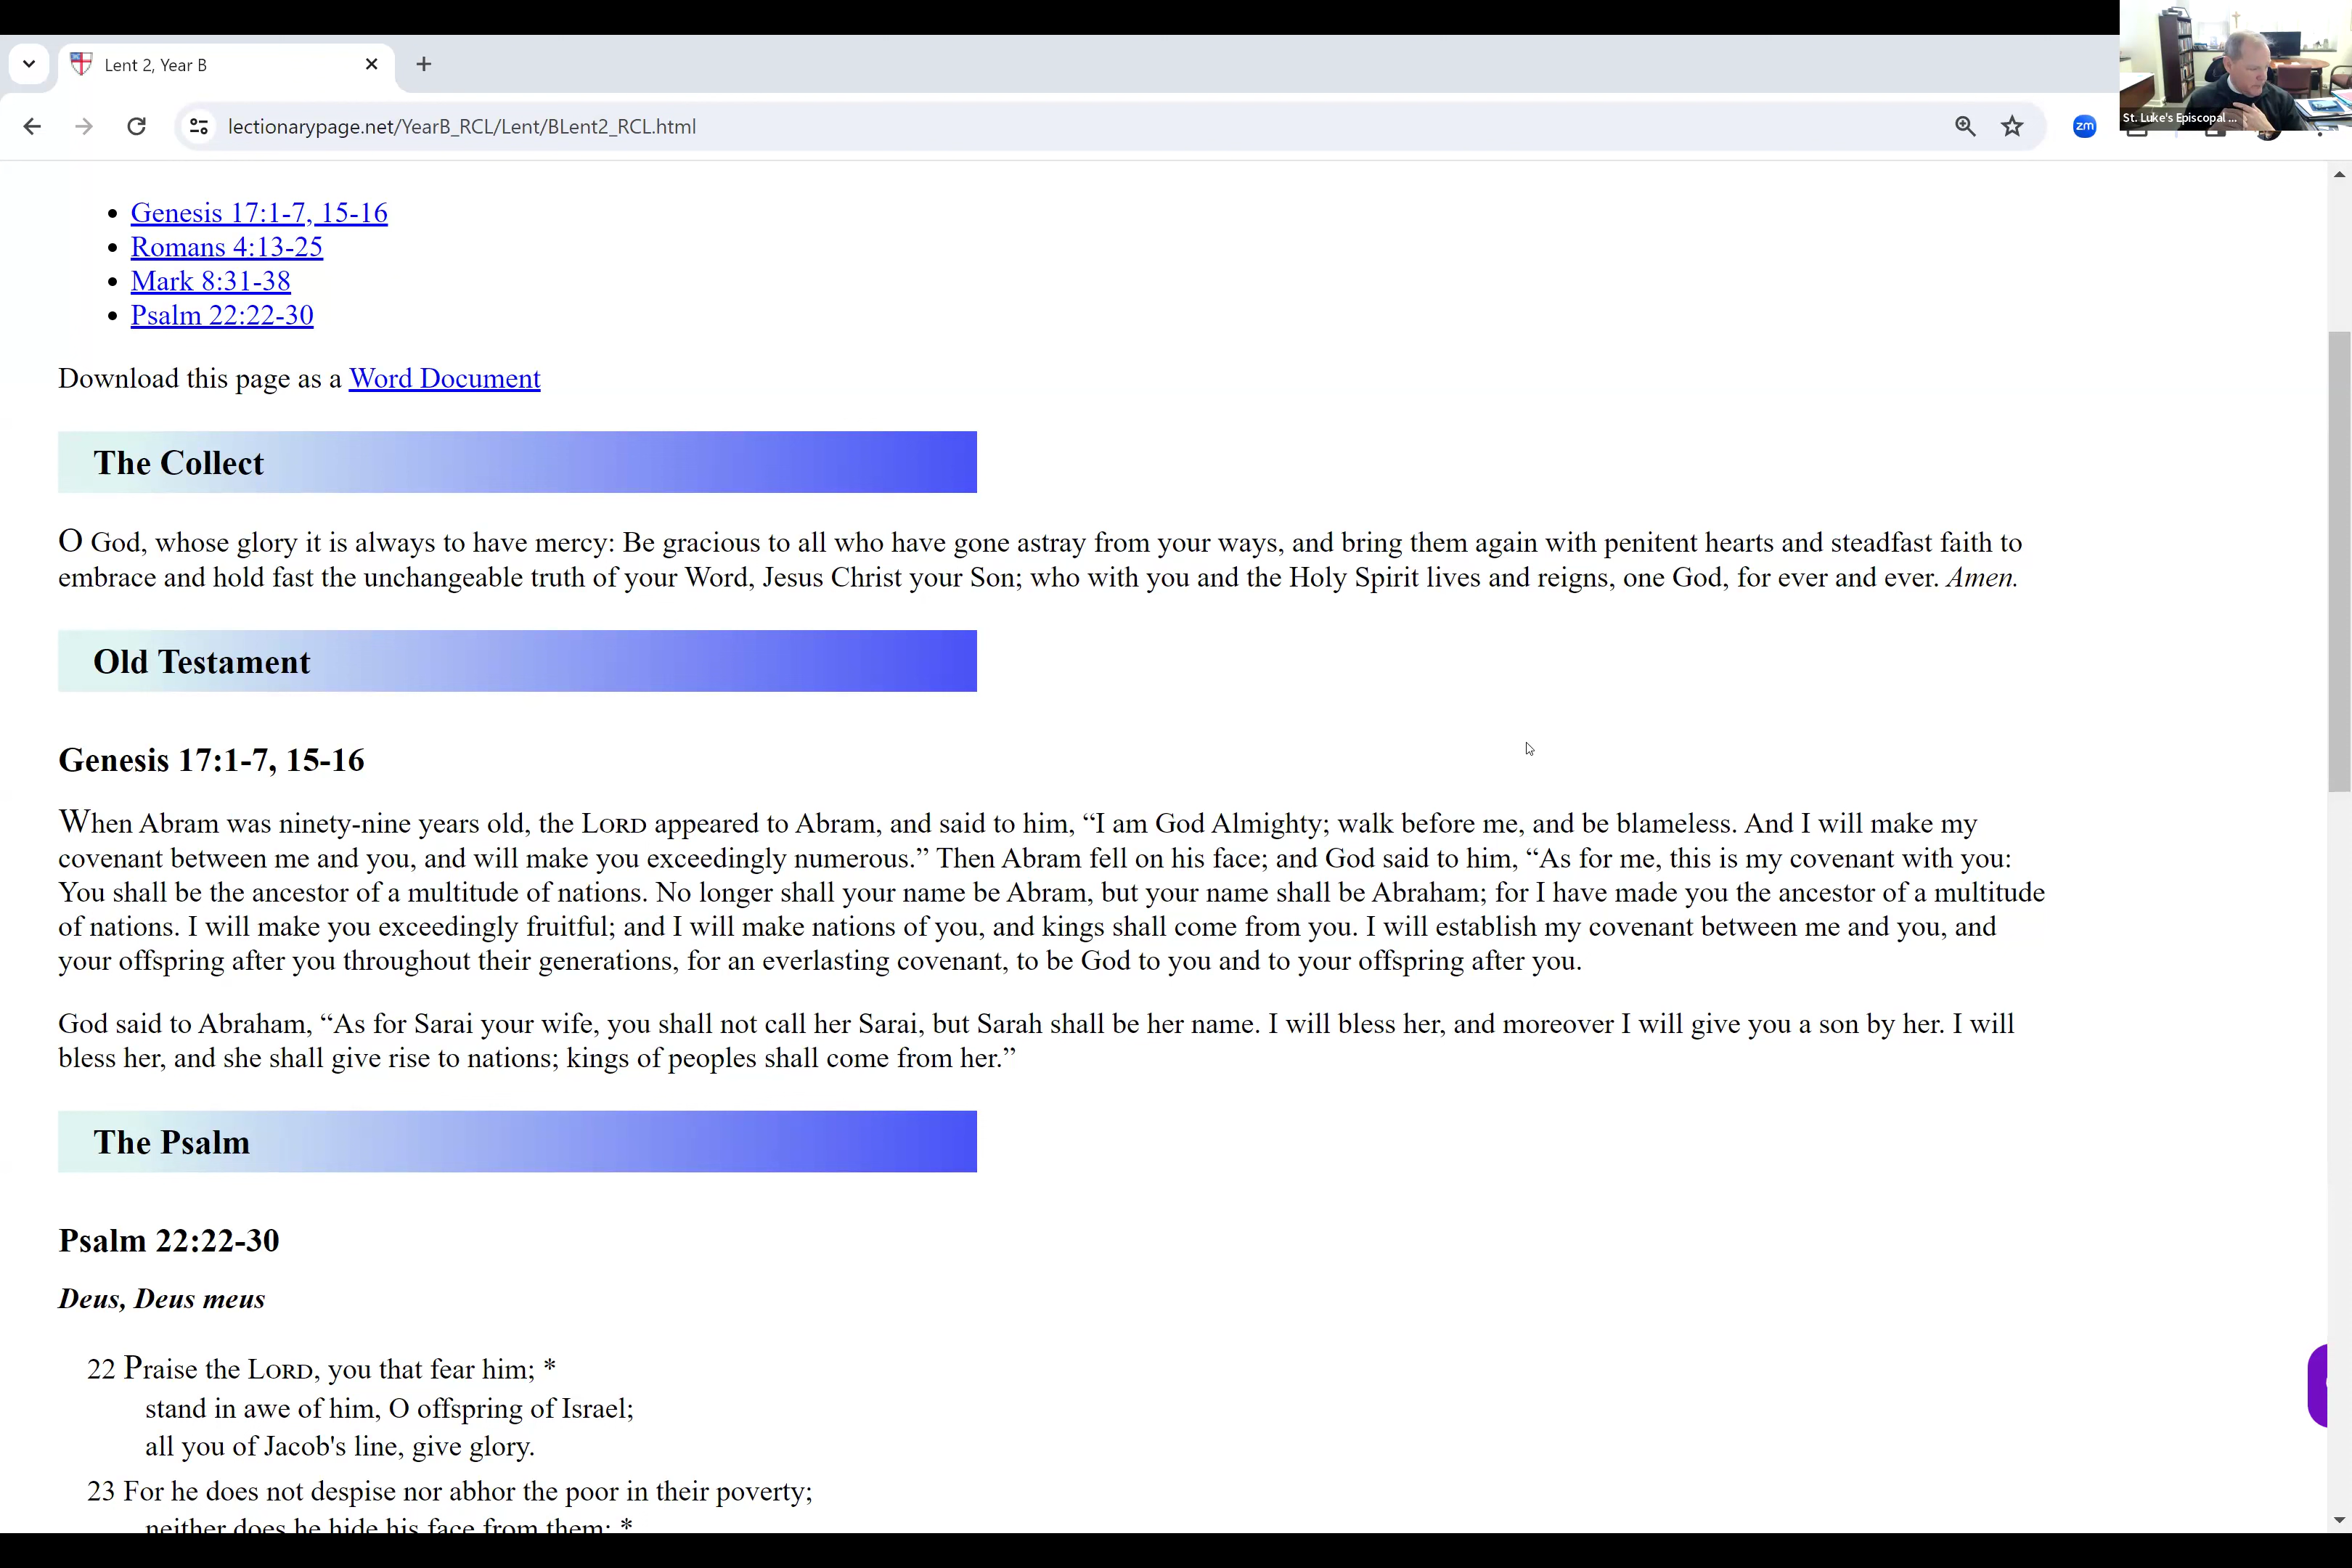 Lent 2, Year B
lectionarypage.net/YearB_RCL/Lent/BLent2_RCL.html
zm
St. Luke's Episcopal ...
Genesis 17:1-7, 15-16
Romans 4:13-25
Mark 8:31-38
Psalm 22:22-30
Download this page as a Word Document
The Collect
O God, whose glory it is always to have mercy: Be gracious to all who have gone astray from your ways, and bring them again with penitent hearts and steadfast faith to
embrace and hold fast the unchangeable truth of your Word, Jesus Christ your Son; who with you and the Holy Spirit lives and reigns, one God, for ever and ever. Amen.
Old Testament
Genesis 17:1-7, 15-16
When Abram was ninety-nine years old, the LORD appeared to Abram, and said to him, “I am God Almighty; walk before me, and be blameless. And I will make my
covenant between me and you, and will make you exceedingly numerous.” Then Abram fell on his face; and God said to him, “As for me, this is my covenant with you:
You shall be the ancestor of a multitude of nations. No longer shall your name be Abram, but your name shall be Abraham; for I have made you the ancestor of a multitude
of nations. I will make you exceedingly fruitful; and I will make nations of you, and kings shall come from you. I will establish my covenant between me and you, and
your offspring after you throughout their generations, for an everlasting covenant, to be God to you and to your offspring after you.
God said to Abraham, “As for Sarai your wife, you shall not call her Sarai, but Sarah shall be her name. I will bless her, and moreover I will give you a son by her. I will
bless her, and she shall give rise to nations; kings of peoples shall come from her.”
The Psalm
Psalm 22:22-30
Deus, Deus meus
22 Praise the LORD, you that fear him; *
stand in awe of him, O offspring of Israel;
all you of Jacob's line, give glory.
23 For he does not despise nor abhor the poor in their poverty;
neither does he hide his face from them; *